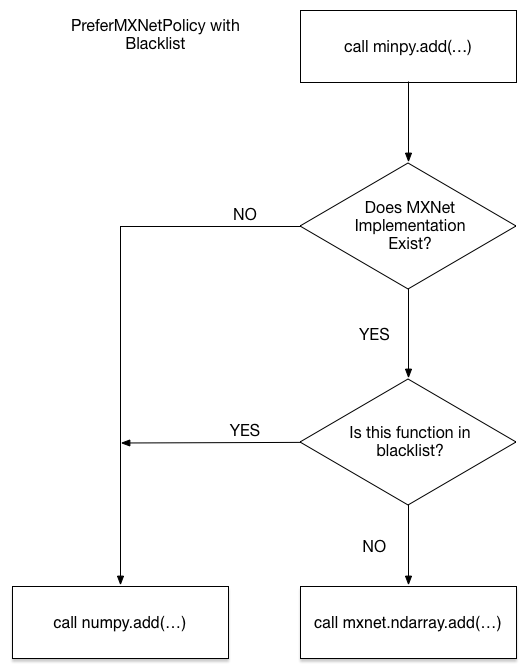 PreferMXNetPolicy with
Blacklist
call minpy.add(…)
Does MXNet
Implementation
Exist?
NO
YES
Is this function in
blacklist?
YES
NO
call numpy.add(…)
call mxnet.ndarray.add(…)